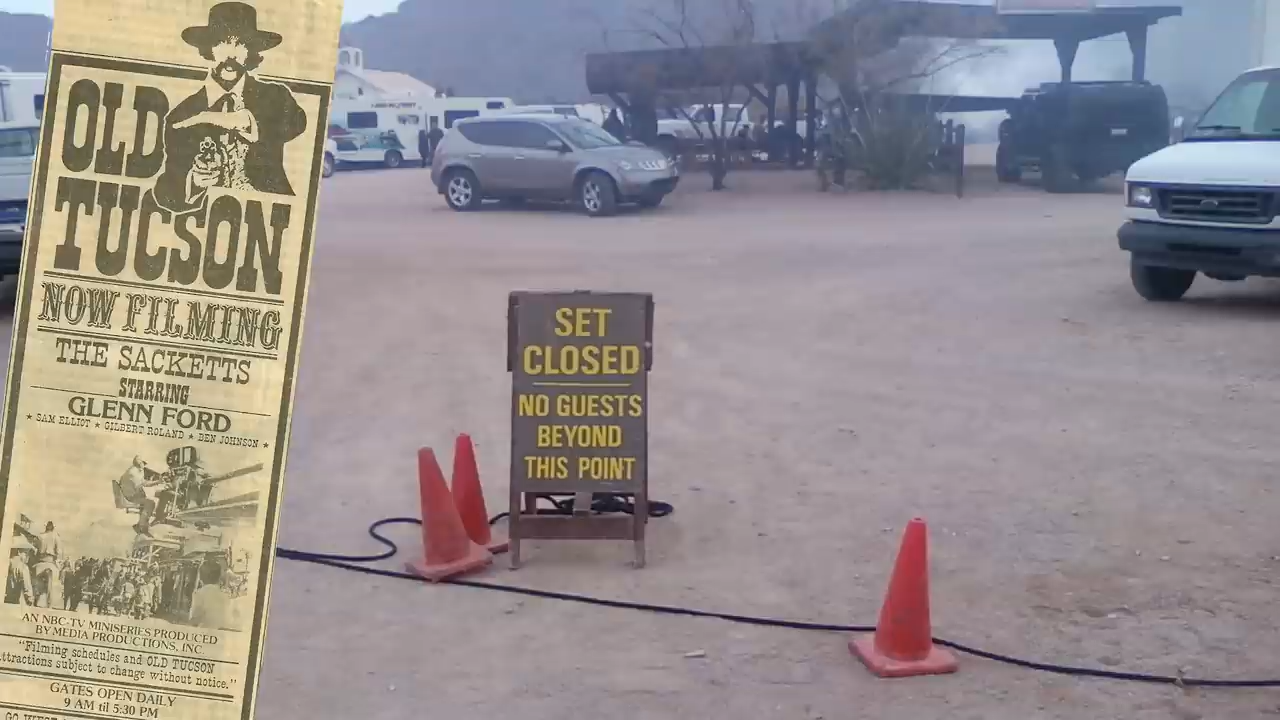 OLD
TUCSON
NOW FILMING
THE SACKETTS
STARRING
GLENN FORD
★ SAM ELLIOT ★ GILBERT ROLAND ★ BEN JOHNSON ★
AN NBC-TV MINISERIES PRODUCED
BY MEDIA PRODUCTIONS, INC.
"Filming schedules and OLD TUCSON
attractions subject to change without notice."
GATES OPEN DAILY
9 AM til 5:30 PM
SET
CLOSED
NO GUESTS
BEYOND
THIS POINT